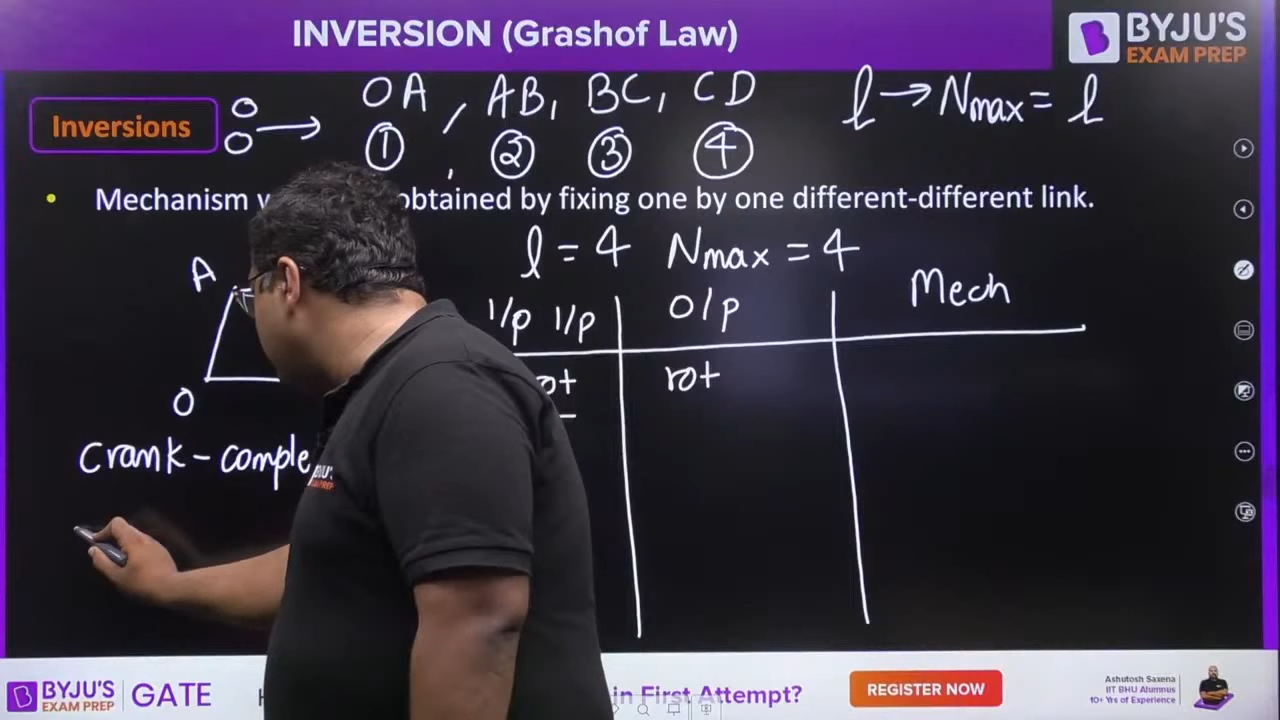 INVERSION (Grashof Law)
BYJU'S
EXAM PREP
Inversions
OA, AB, BC, CD
l → Nmax = l
1, 2 3 4
Mechanism obtained by fixing one by one different-different link.
l = 4 Nmax = 4
A
I/p I/p O/p Mech
rot
O
Crank - comple
BYJU'S
EXAM PREP
GATE
in First Attempt?
REGISTER NOW
Ashutosh Saxena
IIT BHU Alumnus
10+ Yrs of Experience